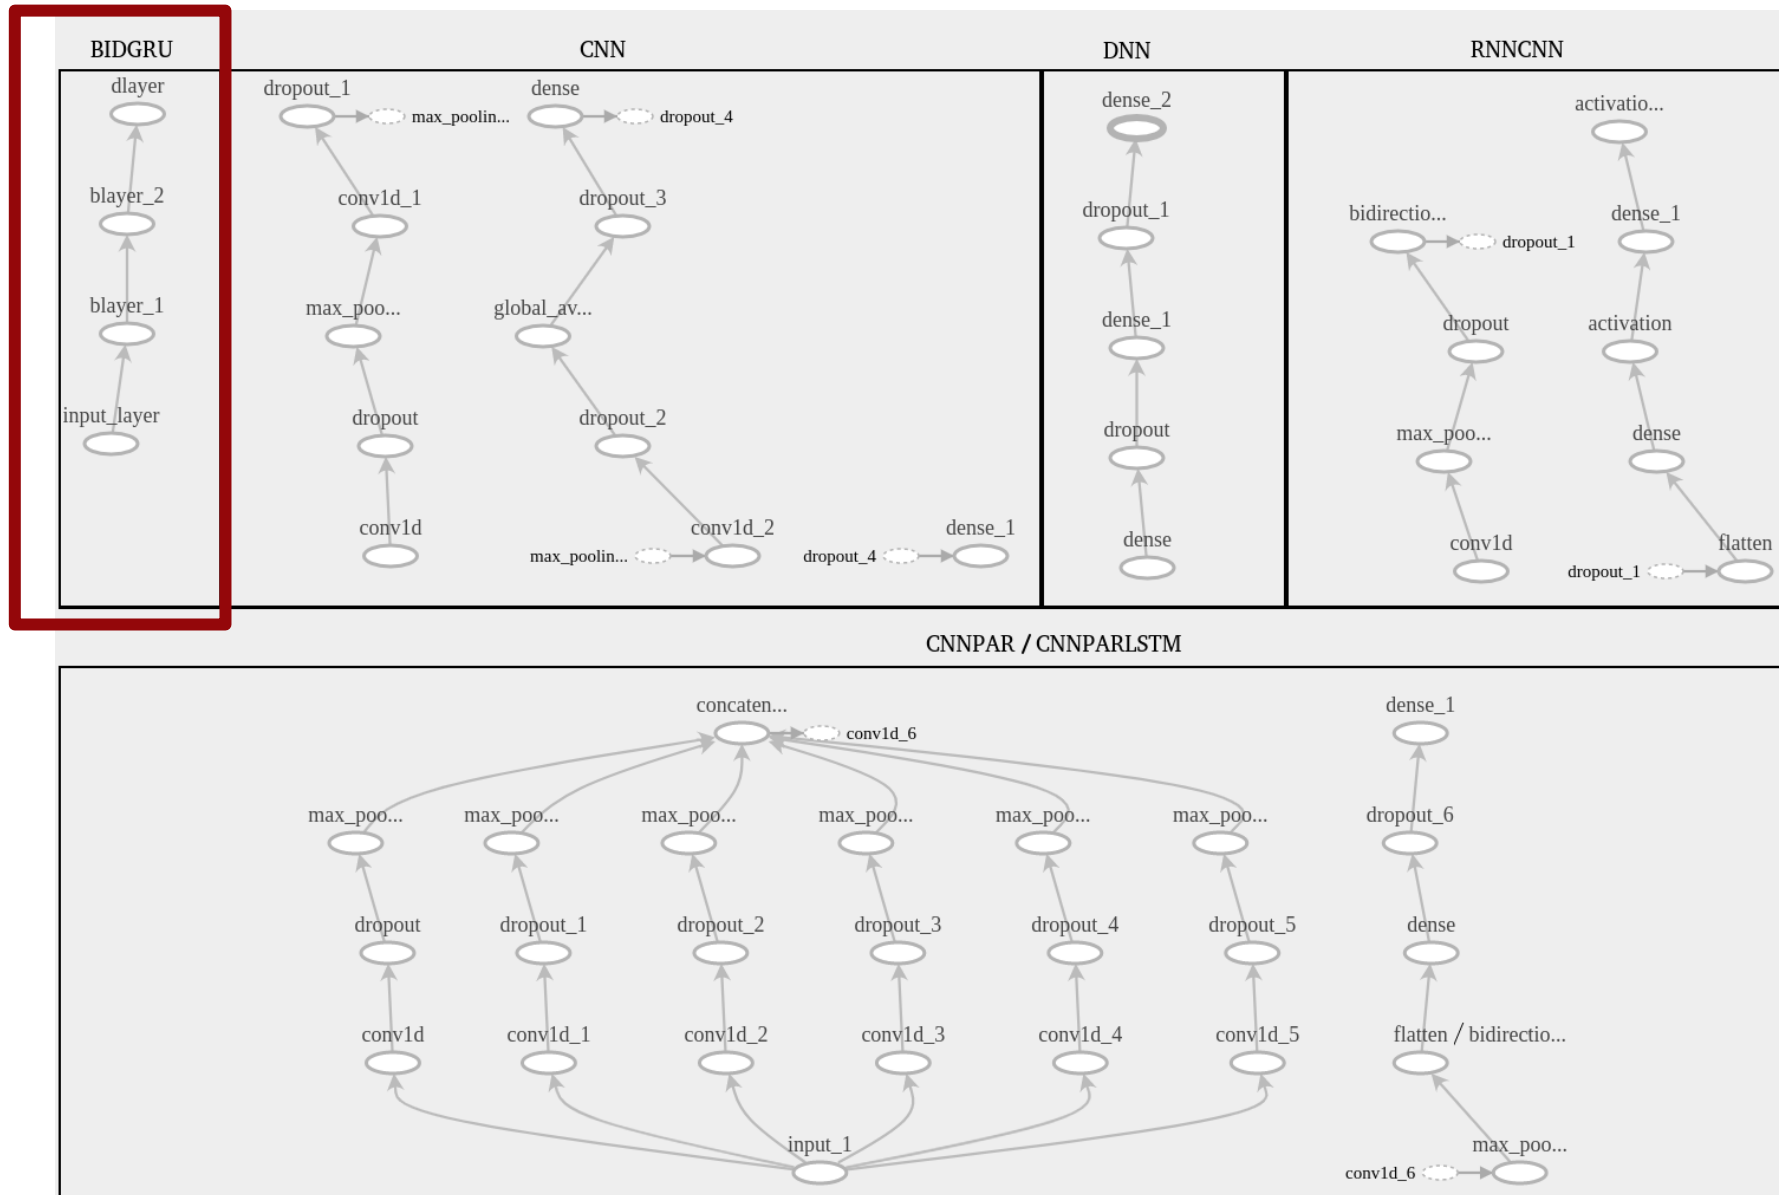 BIDGRU
CNN
DNN
RNNCNN
dlayer
blayer_2
blayer_1
input_layer
dropout_1
max_poolin...
conv1d_1
max_poo...
dropout
conv1d
dense
dropout_4
dropout_3
global_av...
dropout_2
conv1d_2
max_poolin...
dropout_4
dense_1
dense_2
dropout_1
dense_1
dropout
dense
bidirectio...
dropout_1
dropout
max_poo...
conv1d
activatio...
dense_1
activation
dense
flatten
dropout_1
CNNPAR / CNNPARLSTM
concaten...
conv1d_6
max_poo...
max_poo...
max_poo...
max_poo...
max_poo...
max_poo...
dropout
dropout_1
dropout_2
dropout_3
dropout_4
dropout_5
conv1d
conv1d_1
conv1d_2
conv1d_3
conv1d_4
conv1d_5
input_1
dense_1
dropout_6
dense
flatten / bidirectio...
max_poo...
conv1d_6